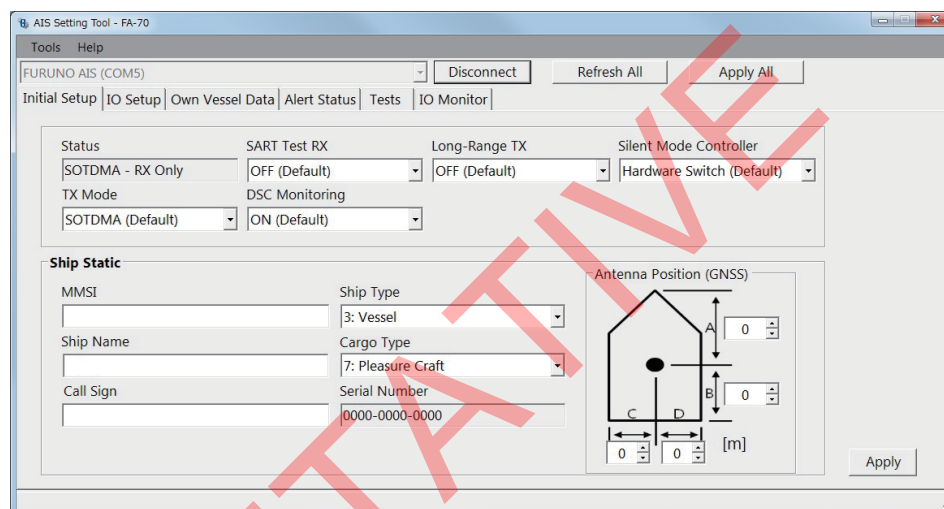 AIS Setting Tool - FA-70
Tools Help
FURUNO AIS (COM5) Disconnect Refresh All Apply All
Initial Setup IO Setup Own Vessel Data Alert Status Tests IO Monitor
Status SART Test RX Long-Range TX Silent Mode Controller
SOTDMA - RX Only OFF (Default) OFF (Default) Hardware Switch (Default)
TX Mode DSC Monitoring
SOTDMA (Default) ON (Default)
Ship Static
Antenna Position (GNSS)
MMSI Ship Type
3: Vessel
A 0
Ship Name Cargo Type
7: Pleasure Craft
Call Sign Serial Number
B 0
0000-0000-0000
C D
0 0 [m]
Apply
TATIVE